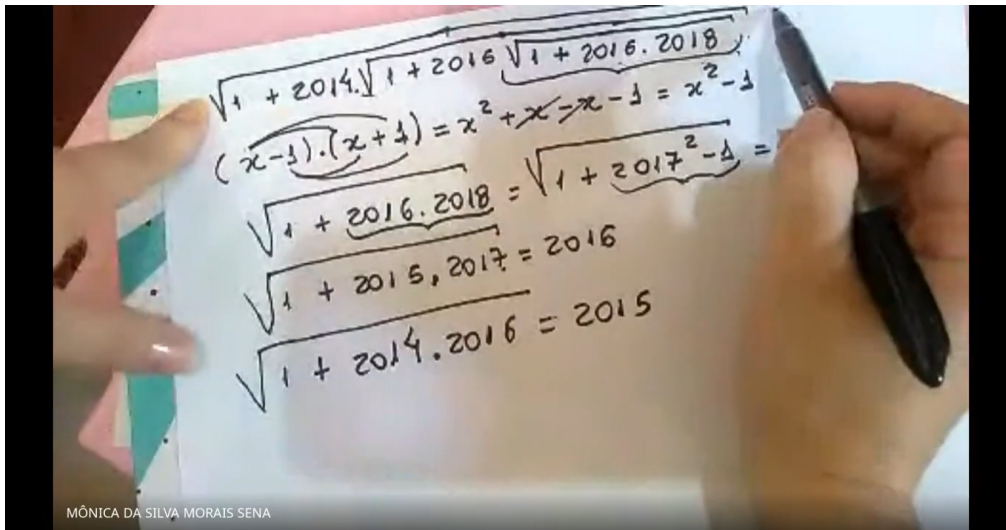 √1 + 2014.√1 + 2016 √1 + 2016.2018
(x-1).(x+1) = x² + x - x - 1 = x² - 1
√1 + 2016.2018 = √1 + 2017² - 1 =
√1 + 2015.2017 = 2016
√1 + 2014.2016 = 2015
MÔNICA DA SILVA MORAIS SENA